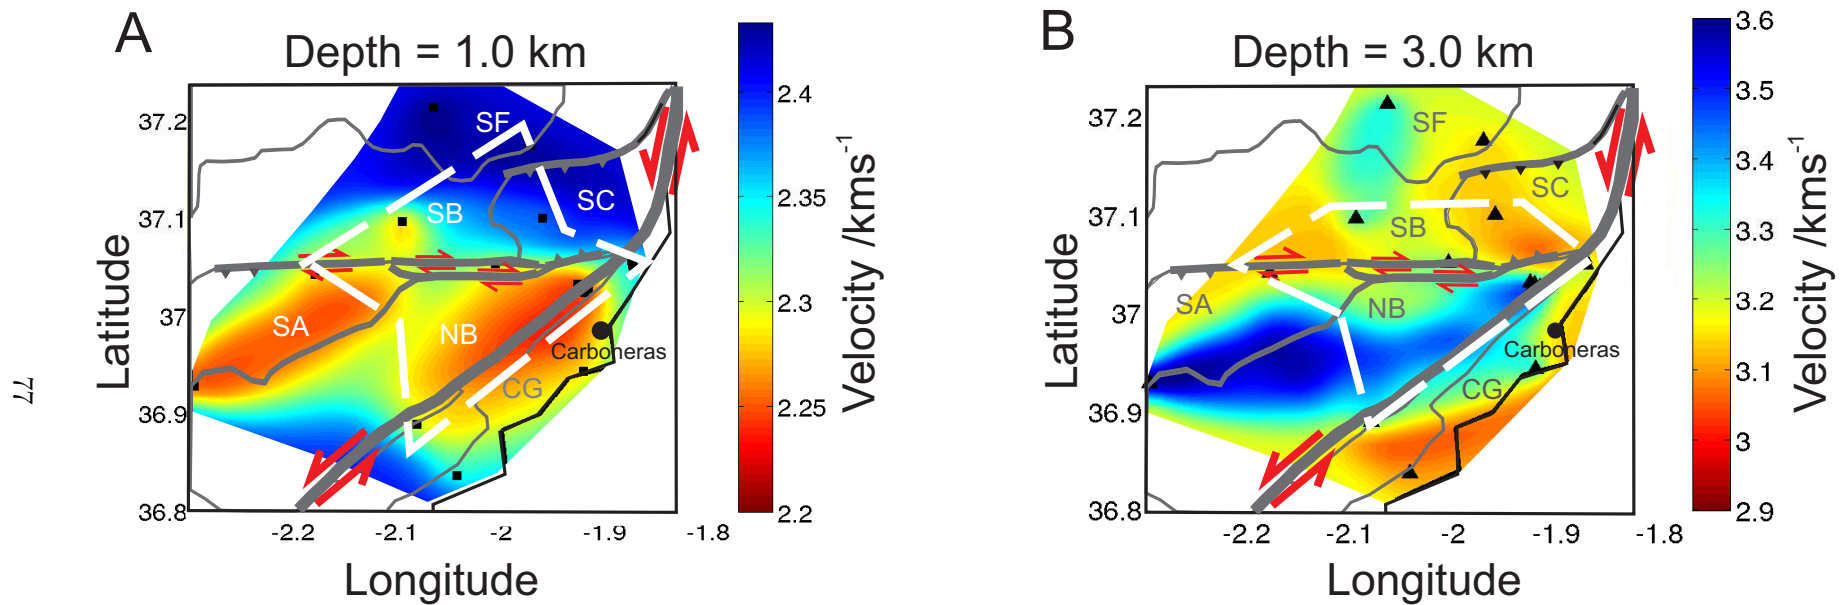 A
Depth = 1.0 km
37.2
37.1
37
36.9
36.8
-2.2
-2.1
-2
-1.9
-1.8
Latitude
Longitude
SF
SC
SB
SA
NB
CG
Carboneras
2.4
2.35
2.3
2.25
2.2
Velocity /kms-1
77
B
Depth = 3.0 km
37.2
37.1
37
36.9
36.8
-2.2
-2.1
-2
-1.9
-1.8
Latitude
Longitude
SF
SC
SB
SA
NB
CG
Carboneras
3.6
3.5
3.4
3.3
3.2
3.1
3
2.9
Velocity /kms-1